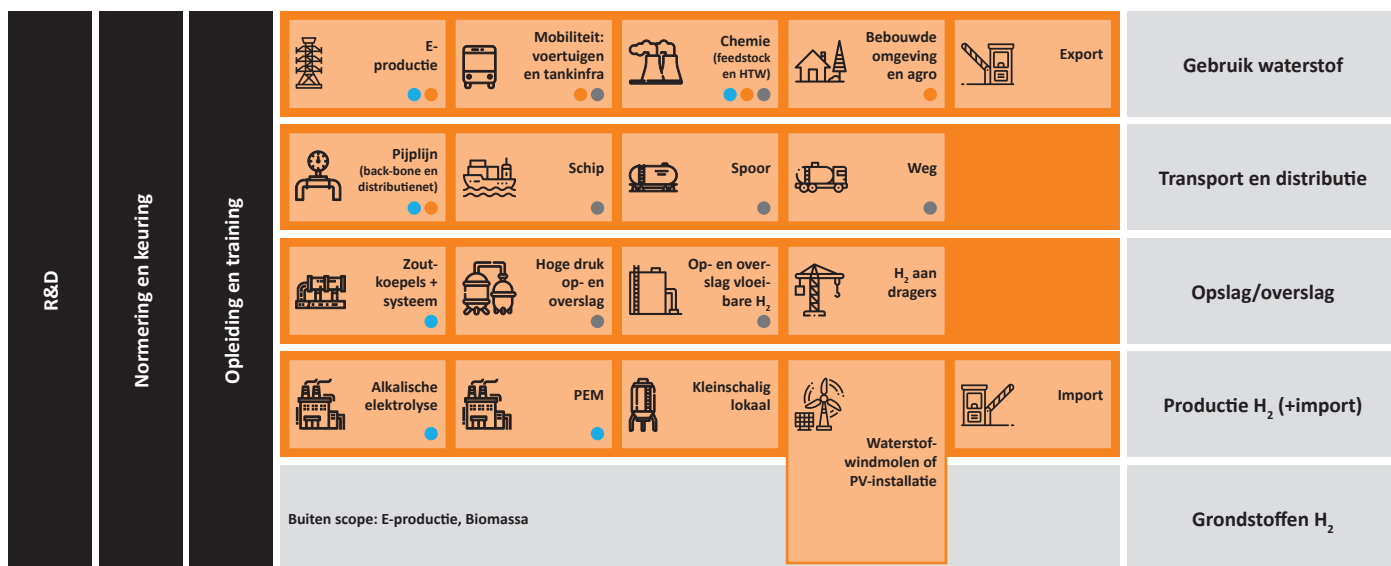 R&D
Normering en keuring
Opleiding en training
E-
productie
Mobiliteit:
voertuigen
en tankinfra
Chemie
(feedstock
en HTW)
Bebouwde
omgeving
en agro
Export
Gebruik waterstof
Pijplijn
(back-bone en
distributienet)
Schip
Spoor
Weg
Transport en distributie
Zout-
koepels +
systeem
Hoge druk
op- en
overslag
Op- en over-
slag vloei-
bare H₂
H₂ aan
dragers
Opslag/overslag
Alkalische
elektrolyse
PEM
Kleinschalig
lokaal
Waterstof-
windmolen of
PV-installatie
Import
Productie H₂ (+import)
Buiten scope: E-productie, Biomassa
Grondstoffen H₂